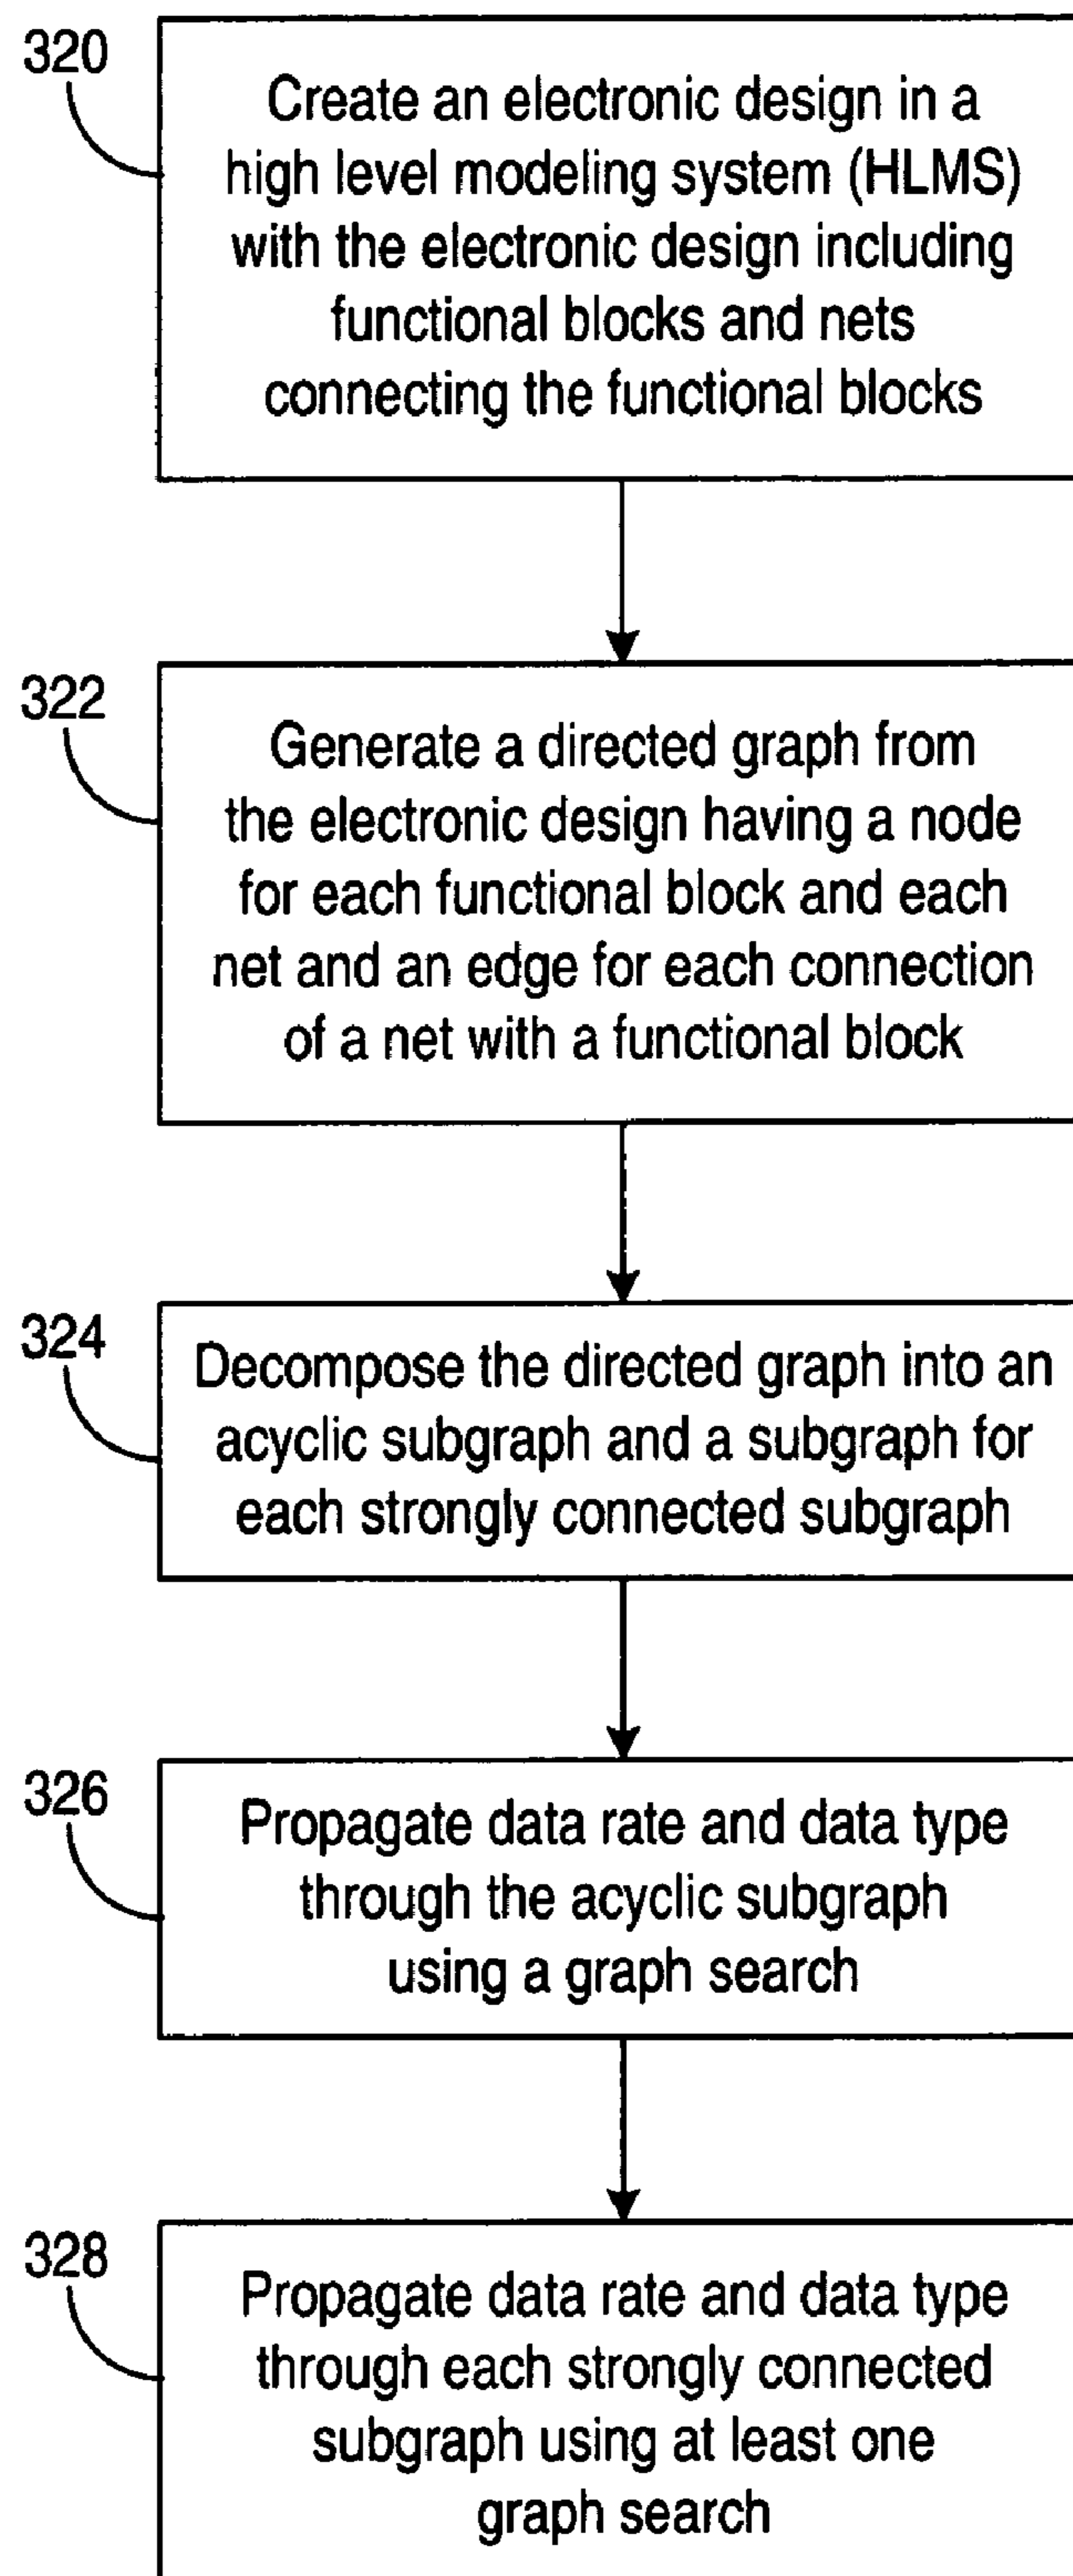 320
Create an electronic design in a
high level modeling system (HLMS)
with the electronic design including
functional blocks and nets
connecting the functional blocks
322
Generate a directed graph from
the electronic design having a node
for each functional block and each
net and an edge for each connection
of a net with a functional block
324
Decompose the directed graph into an
acyclic subgraph and a subgraph for
each strongly connected subgraph
326
Propagate data rate and data type
through the acyclic subgraph
using a graph search
328
Propagate data rate and data type
through each strongly connected
subgraph using at least one
graph search